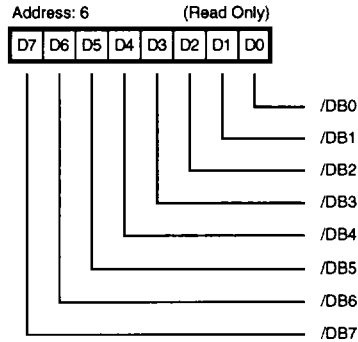 Address: 6 (Read Only)
D7 D6 D5 D4 D3 D2 D1 D0
/DB0
/DB1
/DB2
/DB3
/DB4
/DB5
/DB6
/DB7